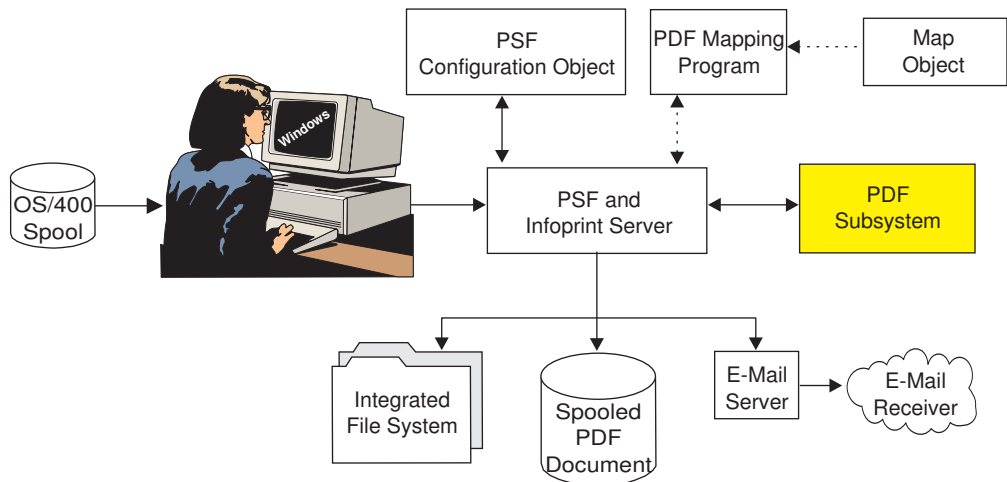 PSF
Configuration Object
PDF Mapping
Program
Map
Object
Windows
OS/400
Spool
PSF and
Infoprint Server
PDF
Subsystem
Integrated
File System
Spooled
PDF
Document
E-Mail
Server
E-Mail
Receiver